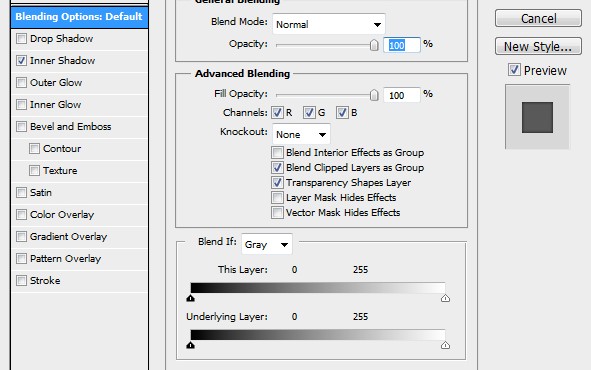 Blending Options: Default
Drop Shadow
Inner Shadow
Outer Glow
Inner Glow
Bevel and Emboss
Contour
Texture
Satin
Color Overlay
Gradient Overlay
Pattern Overlay
Stroke
General Blending
Blend Mode: Normal
Opacity: 100 %
Advanced Blending
Fill Opacity: 100 %
Channels: R G B
Knockout: None
Blend Interior Effects as Group
Blend Clipped Layers as Group
Transparency Shapes Layer
Layer Mask Hides Effects
Vector Mask Hides Effects
Blend If: Gray
This Layer: 0 255
Underlying Layer: 0 255
Cancel
New Style...
Preview